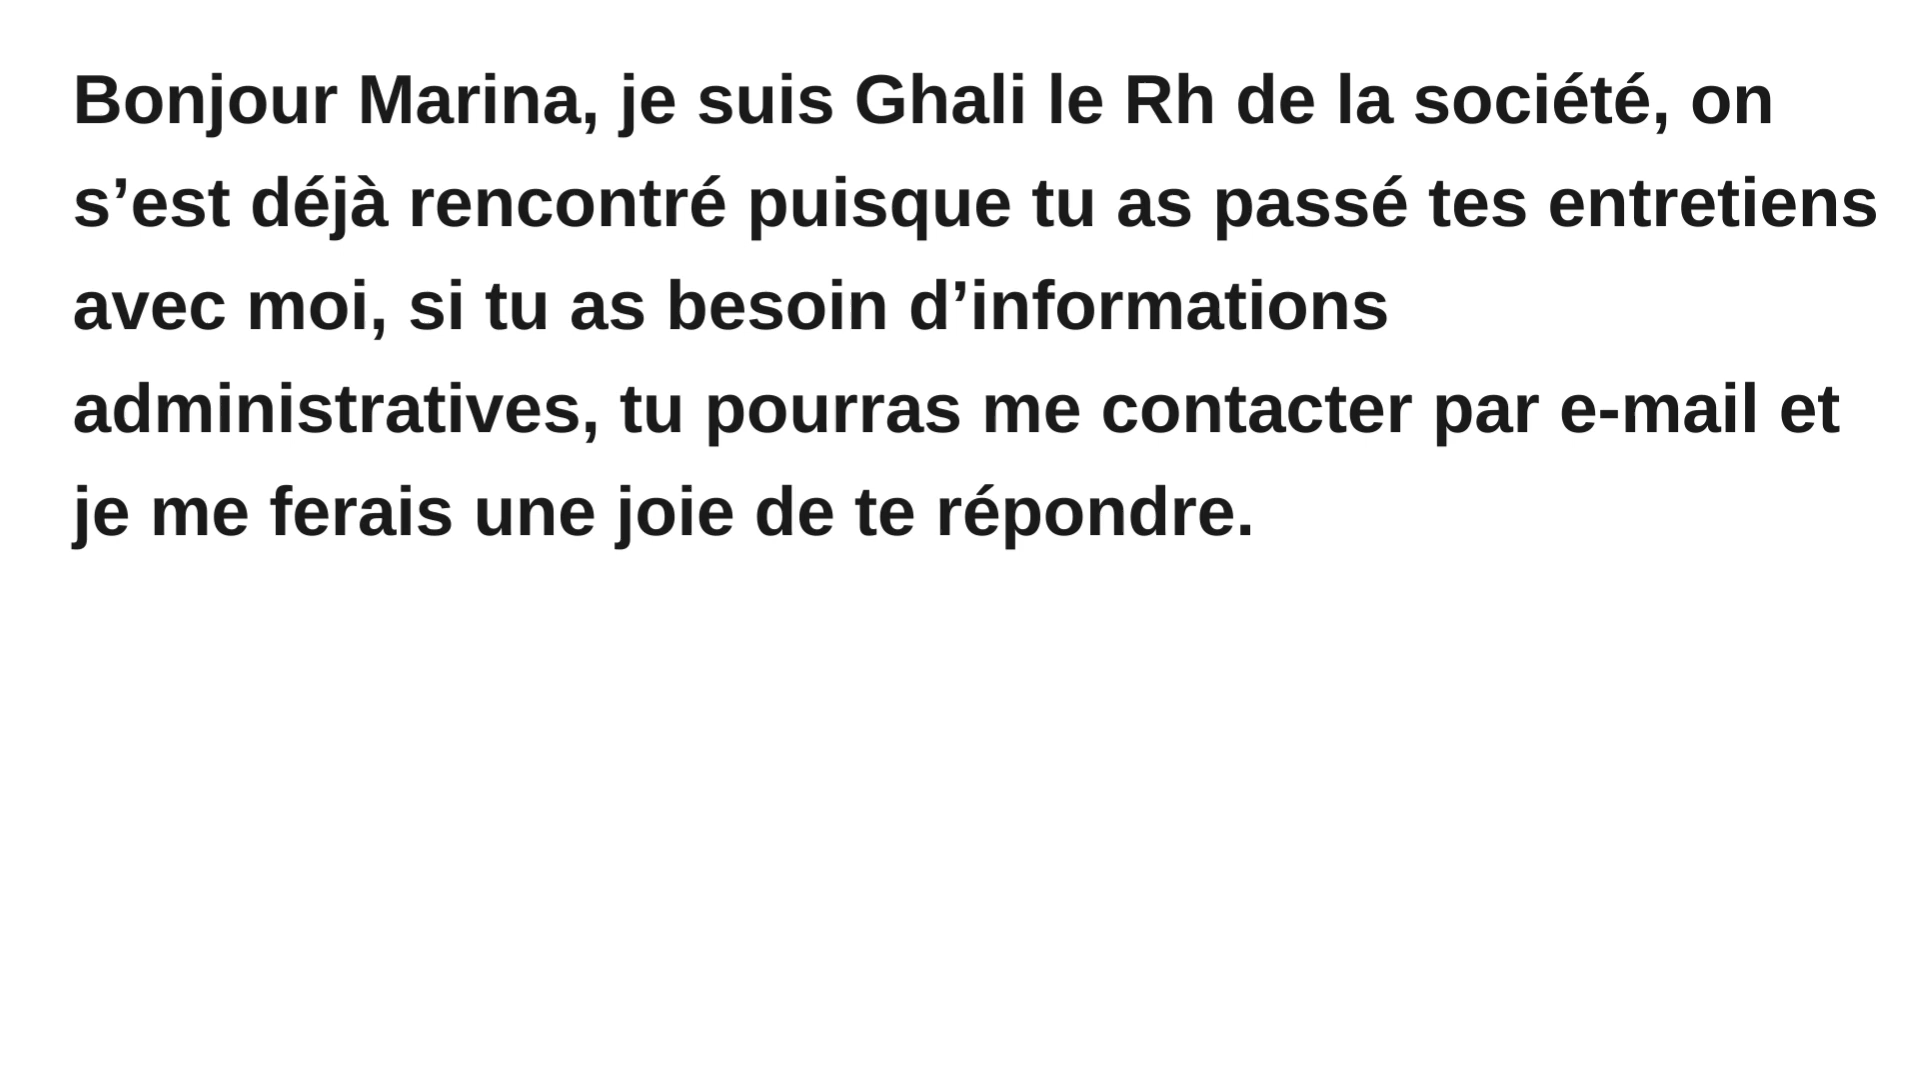 Bonjour Marina, je suis Ghali le Rh de la société, on
s’est déjà rencontré puisque tu as passé tes entretiens
avec moi, si tu as besoin d’informations
administratives, tu pourras me contacter par e-mail et
je me ferais une joie de te répondre.